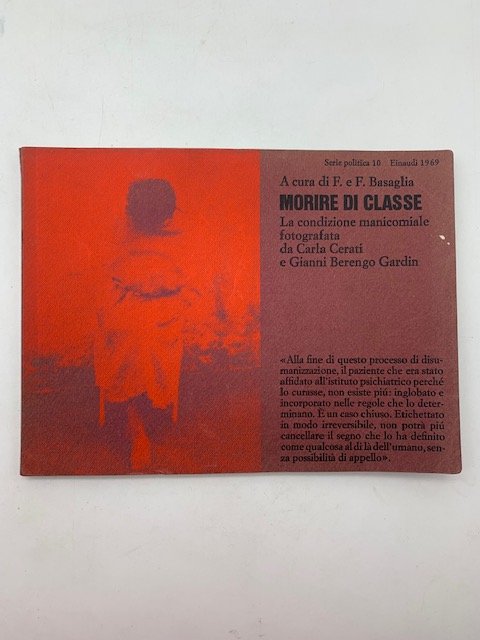 Serie politica 10 Einaudi 1969
A cura di F. e F. Basaglia
MORIRE DI CLASSE
La condizione manicomiale
fotografata
da Carla Cerati
e Gianni Berengo Gardin
«Alla fine di questo processo di disu-
manizzazione, il paziente che era stato
affidato all'istituto psichiatrico perché
lo curasse, non esiste piú: inglobato e
incorporato nelle regole che lo deter-
minano. È un caso chiuso. Etichettato
in modo irreversibile, non potrà piú
cancellare il segno che lo ha definito
come qualcosa al di là dell'umano, sen-
za possibilità di appello».